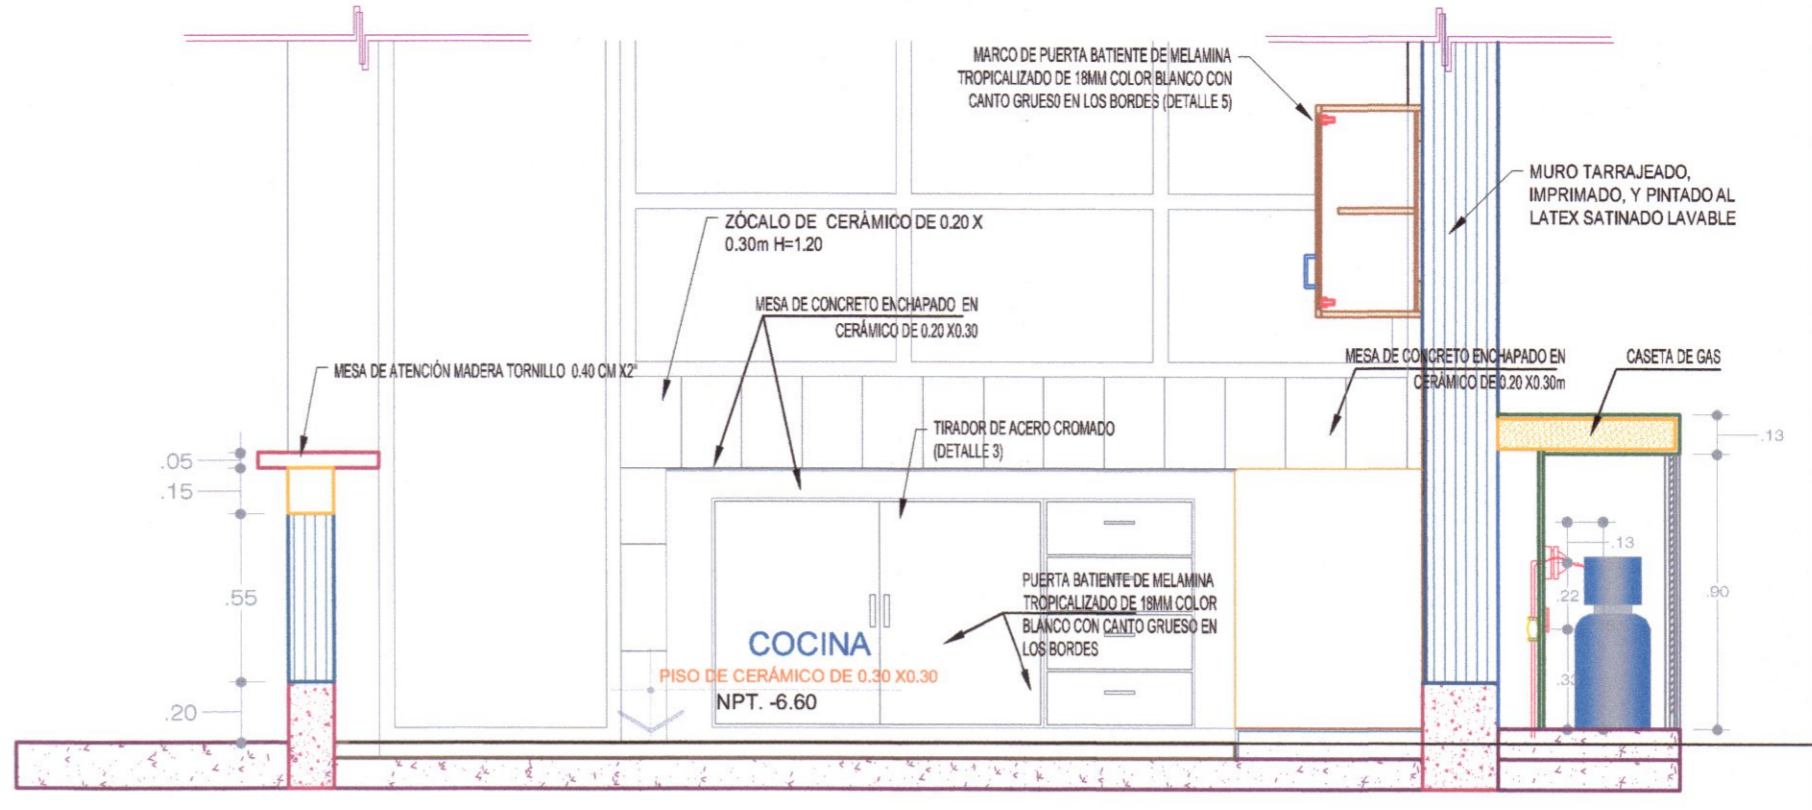 MARCO DE PUERTA BATIENTE DE MELAMINA
TROPICALIZADO DE 18MM COLOR BLANCO CON
CANTO GRUESO EN LOS BORDES (DETALLE 5)
MURO TARRAJEADO,
IMPRIMADO, Y PINTADO AL
LATEX SATINADO LAVABLE
ZÓCALO DE CERÁMICO DE 0.20 X
0.30m H=1.20
MESA DE CONCRETO ENCHAPADO EN
CERÁMICO DE 0.20 X0.30
MESA DE ATENCIÓN MADERA TORNILLO 0.40 CM X2"
MESA DE CONCRETO ENCHAPADO EN
CERÁMICO DE 0.20 X0.30m
CASETA DE GAS
TIRADOR DE ACERO CROMADO
(DETALLE 3)
.05
.15
.55
.20
.13
.13
.22
.90
.33
PUERTA BATIENTE DE MELAMINA
TROPICALIZADO DE 18MM COLOR
BLANCO CON CANTO GRUESO EN
LOS BORDES
COCINA
PISO DE CERÁMICO DE 0.30 X0.30
NPT. -6.60